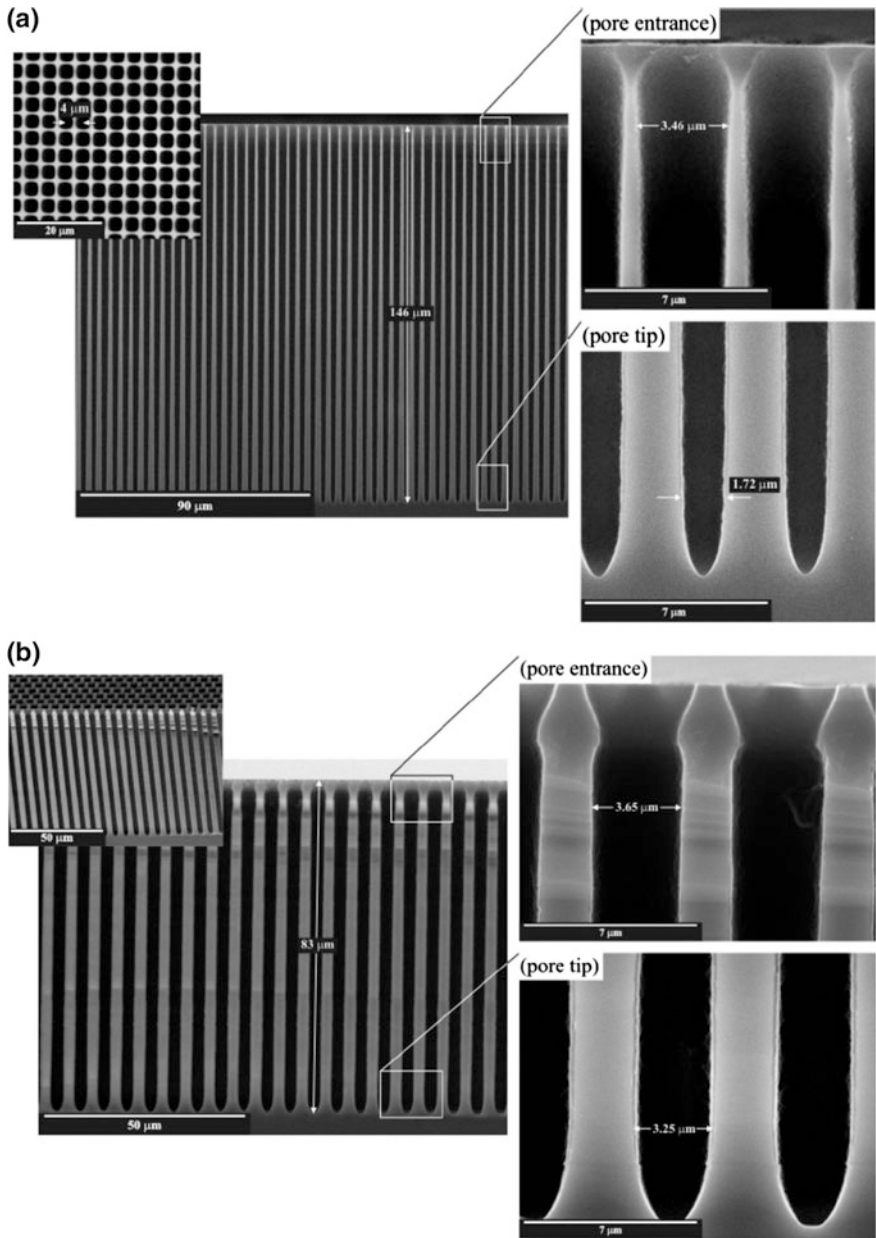 (a)
(pore entrance)
4 μm
3.46 μm
20 μm
7 μm
146 μm
(pore tip)
1.72 μm
90 μm
7 μm
(b)
(pore entrance)
3.65 μm
50 μm
7 μm
83 μm
(pore tip)
3.25 μm
50 μm
7 μm